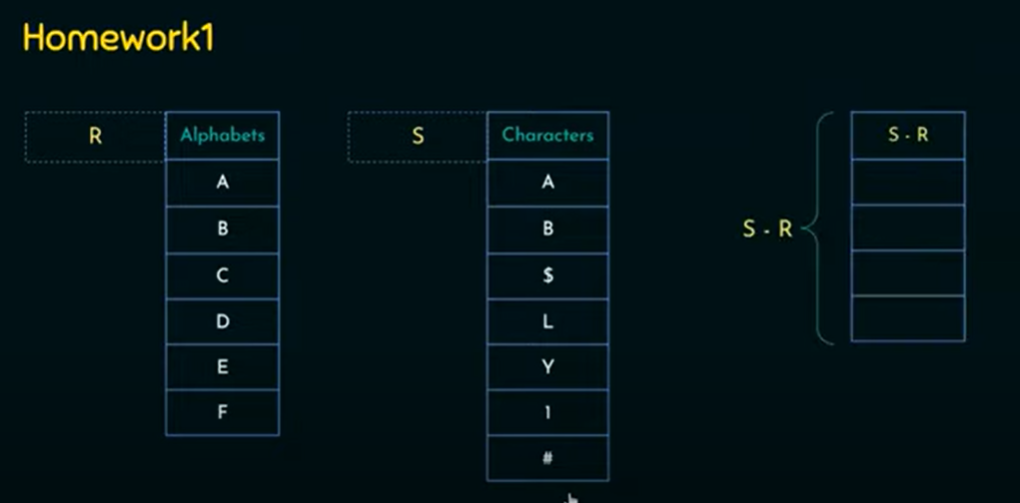 Homework1
R
Alphabets
A
B
C
D
E
F
S
Characters
A
B
$
L
Y
1
#
S - R
S - R